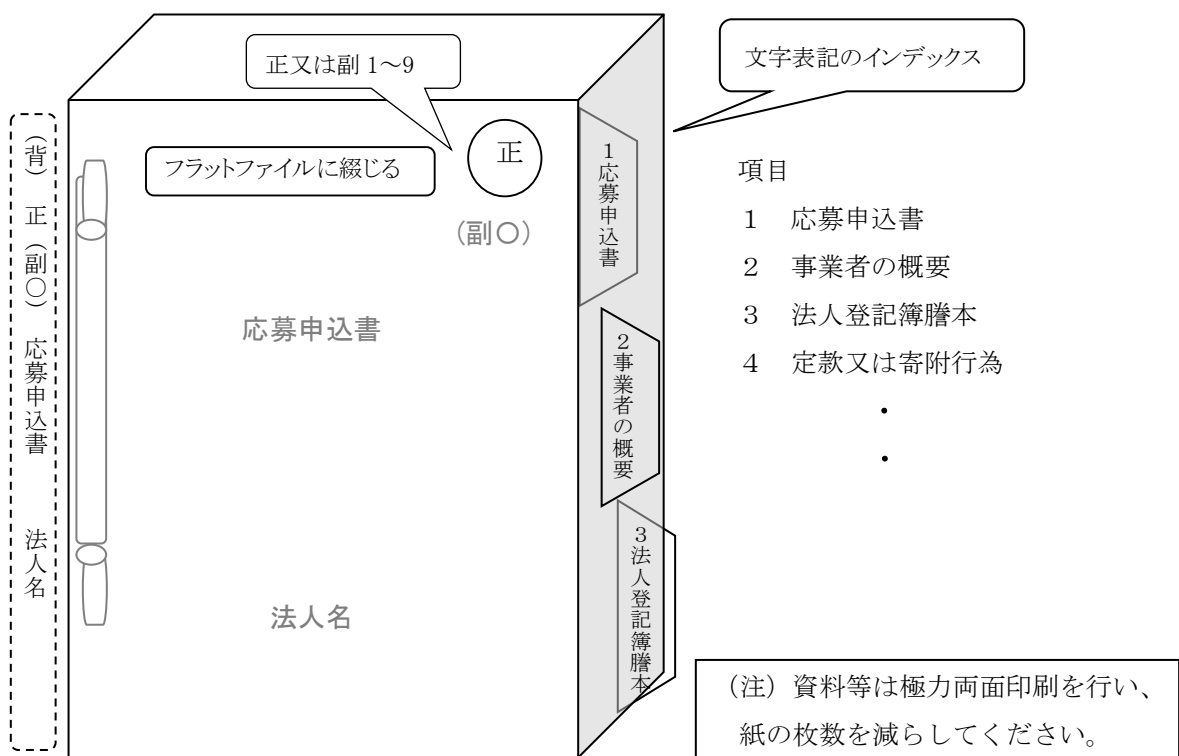 正又は副 1～9
文字表記のインデックス
フラットファイルに綴じる
正
(副〇)
(背) 正(副〇) 応募申込書 法人名
応募申込書
法人名
1応募申込書
2事業者の概要
3法人登記簿謄本
項目
1 応募申込書
2 事業者の概要
3 法人登記簿謄本
4 定款又は寄附行為
・
・
(注) 資料等は極力両面印刷を行い、
紙の枚数を減らしてください。